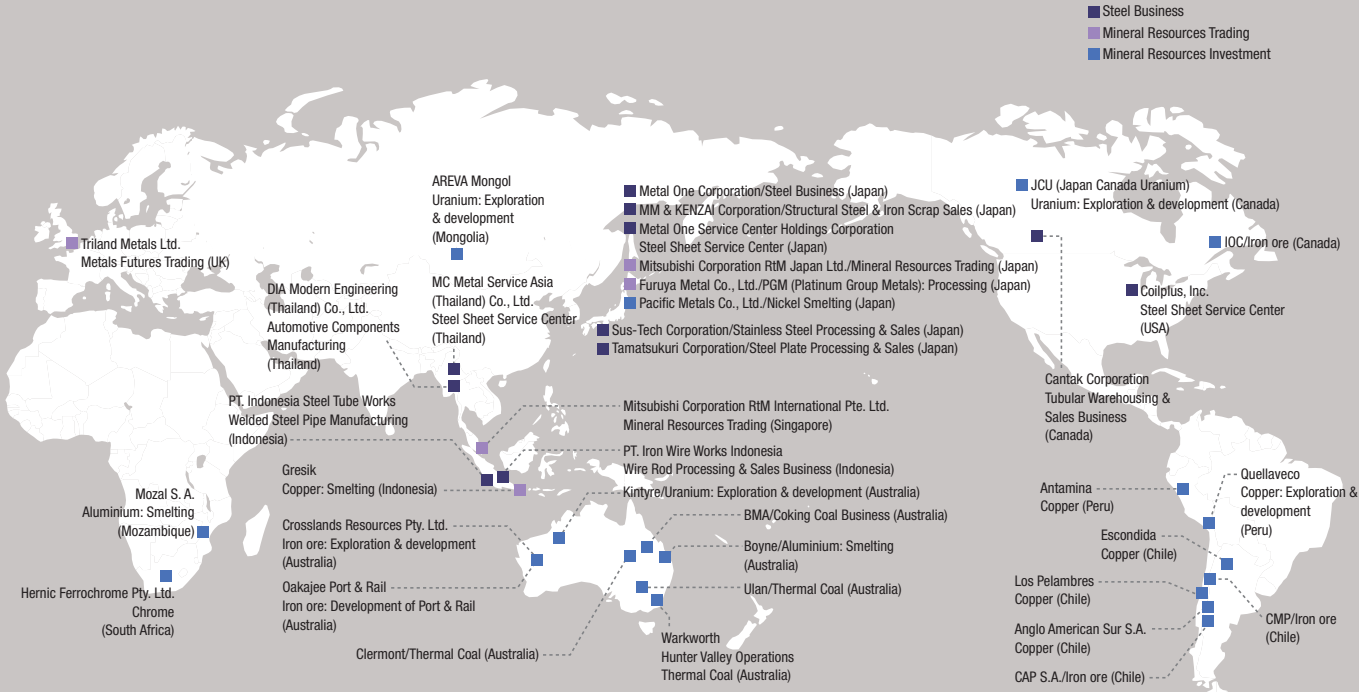 Steel Business
Mineral Resources Trading
Mineral Resources Investment
Triland Metals Ltd.
Metals Futures Trading (UK)
AREVA Mongol
Uranium: Exploration
& development
(Mongolia)
DIA Modern Engineering
(Thailand) Co., Ltd.
Automotive Components
Manufacturing
(Thailand)
MC Metal Service Asia
(Thailand) Co., Ltd.
Steel Sheet Service Center
(Thailand)
Metal One Corporation/Steel Business (Japan)
MM & KENZAI Corporation/Structural Steel & Iron Scrap Sales (Japan)
Metal One Service Center Holdings Corporation
Steel Sheet Service Center (Japan)
Mitsubishi Corporation RtM Japan Ltd./Mineral Resources Trading (Japan)
Furuya Metal Co., Ltd./PGM (Platinum Group Metals): Processing (Japan)
Pacific Metals Co., Ltd./Nickel Smelting (Japan)
Sus-Tech Corporation/Stainless Steel Processing & Sales (Japan)
Tamatsukuri Corporation/Steel Plate Processing & Sales (Japan)
JCU (Japan Canada Uranium)
Uranium: Exploration & development (Canada)
IOC/Iron ore (Canada)
Coilplus, Inc.
Steel Sheet Service Center
(USA)
Cantak Corporation
Tubular Warehousing &
Sales Business
(Canada)
PT. Indonesia Steel Tube Works
Welded Steel Pipe Manufacturing
(Indonesia)
Mitsubishi Corporation RtM International Pte. Ltd.
Mineral Resources Trading (Singapore)
PT. Iron Wire Works Indonesia
Wire Rod Processing & Sales Business (Indonesia)
Gresik
Copper: Smelting (Indonesia)
Kintyre/Uranium: Exploration & development (Australia)
Mozal S. A.
Aluminium: Smelting
(Mozambique)
Hernic Ferrochrome Pty. Ltd.
Chrome
(South Africa)
Crosslands Resources Pty. Ltd.
Iron ore: Exploration & development
(Australia)
Oakajee Port & Rail
Iron ore: Development of Port & Rail
(Australia)
Clermont/Thermal Coal (Australia)
BMA/Coking Coal Business (Australia)
Boyne/Aluminium: Smelting
(Australia)
Ulan/Thermal Coal (Australia)
Warkworth
Hunter Valley Operations
Thermal Coal (Australia)
Antamina
Copper (Peru)
Quellaveco
Copper: Exploration &
development
(Peru)
Escondida
Copper (Chile)
Los Pelambres
Copper (Chile)
Anglo American Sur S.A.
Copper (Chile)
CMP/Iron ore
(Chile)
CAP S.A./Iron ore (Chile)